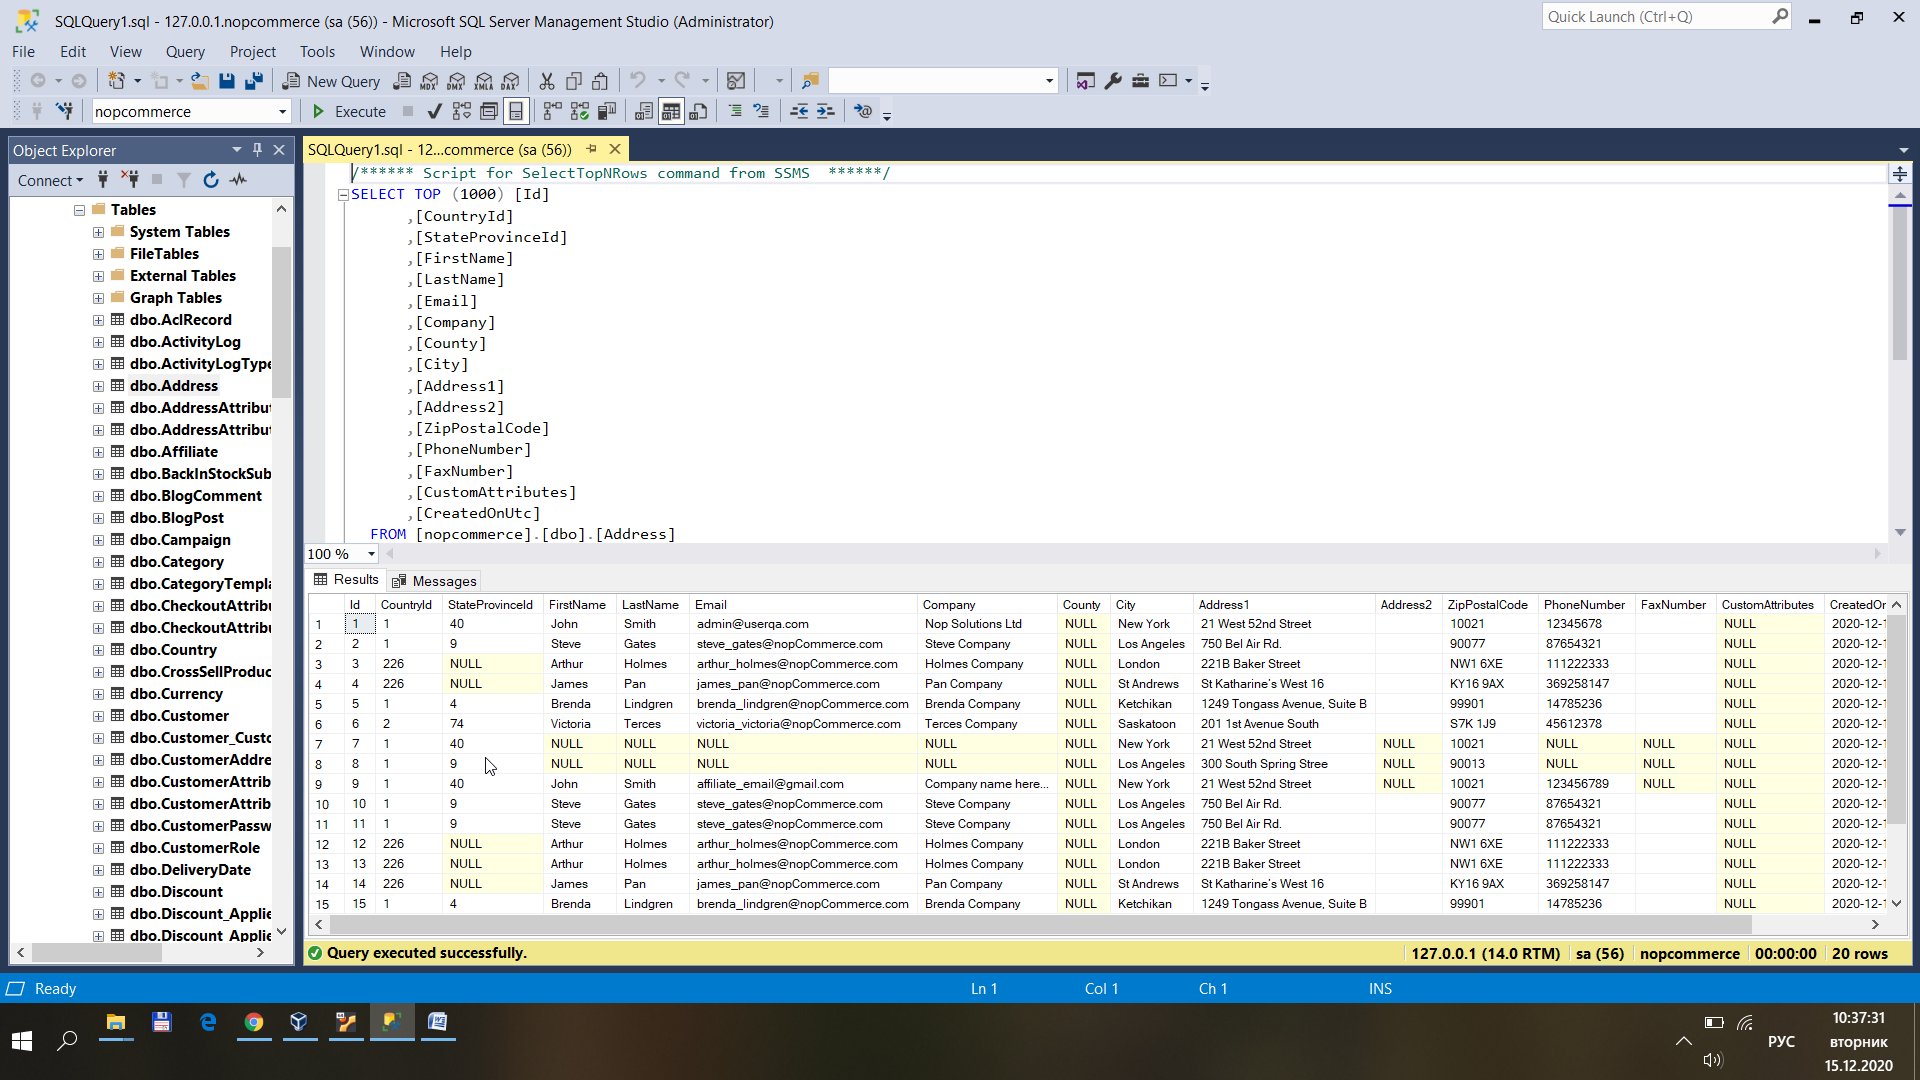 SQLQuery1.sql - 127.0.0.1.nopcommerce (sa (56)) - Microsoft SQL Server Management Studio (Administrator)
Quick Launch (Ctrl+Q)
File Edit View Query Project Tools Window Help
New Query MDX DMX XMLA DAX
nopcommerce Execute
Object Explorer
SQLQuery1.sql - 12...commerce (sa (56))
Connect
Tables
System Tables
FileTables
External Tables
Graph Tables
dbo.AclRecord
dbo.ActivityLog
dbo.ActivityLogType
dbo.Address
dbo.AddressAttribut
dbo.AddressAttribut
dbo.Affiliate
dbo.BackInStockSub
dbo.BlogComment
dbo.BlogPost
dbo.Campaign
dbo.Category
dbo.CategoryTempla
dbo.CheckoutAttribu
dbo.CheckoutAttribu
dbo.Country
dbo.CrossSellProduc
dbo.Currency
dbo.Customer
dbo.Customer_Custo
dbo.CustomerAddre
dbo.CustomerAttrib
dbo.CustomerAttrib
dbo.CustomerPassw
dbo.CustomerRole
dbo.DeliveryDate
dbo.Discount
dbo.Discount_Applie
dbo.Discount_Applie
/****** Script for SelectTopNRows command from SSMS ******/
SELECT TOP (1000) [Id]
,[CountryId]
,[StateProvinceId]
,[FirstName]
,[LastName]
,[Email]
,[Company]
,[County]
,[City]
,[Address1]
,[Address2]
,[ZipPostalCode]
,[PhoneNumber]
,[FaxNumber]
,[CustomAttributes]
,[CreatedOnUtc]
FROM [nopcommerce].[dbo].[Address]
100 %
Results Messages
Id CountryId StateProvinceId FirstName LastName Email Company County City Address1 Address2 ZipPostalCode PhoneNumber FaxNumber CustomAttributes CreatedOn
1 1 1 40 John Smith admin@userqa.com Nop Solutions Ltd NULL New York 21 West 52nd Street 10021 12345678 NULL 2020-12-1
2 2 1 9 Steve Gates steve_gates@nopCommerce.com Steve Company NULL Los Angeles 750 Bel Air Rd. 90077 87654321 NULL 2020-12-1
3 3 226 NULL Arthur Holmes arthur_holmes@nopCommerce.com Holmes Company NULL London 221B Baker Street NW1 6XE 111222333 NULL 2020-12-1
4 4 226 NULL James Pan james_pan@nopCommerce.com Pan Company NULL St Andrews St Katharine's West 16 KY16 9AX 369258147 NULL 2020-12-1
5 5 1 4 Brenda Lindgren brenda_lindgren@nopCommerce.com Brenda Company NULL Ketchikan 1249 Tongass Avenue, Suite B 99901 14785236 NULL 2020-12-1
6 6 2 74 Victoria Terces victoria_victoria@nopCommerce.com Terces Company NULL Saskatoon 201 1st Avenue South S7K 1J9 45612378 NULL 2020-12-1
7 7 1 40 NULL NULL NULL NULL NULL New York 21 West 52nd Street NULL 10021 NULL NULL NULL 2020-12-1
8 8 1 9 NULL NULL NULL NULL NULL Los Angeles 300 South Spring Stree NULL 90013 NULL NULL NULL 2020-12-1
9 9 1 40 John Smith affiliate_email@gmail.com Company name here... NULL New York 21 West 52nd Street NULL 10021 123456789 NULL NULL 2020-12-1
10 10 1 9 Steve Gates steve_gates@nopCommerce.com Steve Company NULL Los Angeles 750 Bel Air Rd. 90077 87654321 NULL 2020-12-1
11 11 1 9 Steve Gates steve_gates@nopCommerce.com Steve Company NULL Los Angeles 750 Bel Air Rd. 90077 87654321 NULL 2020-12-1
12 12 226 NULL Arthur Holmes arthur_holmes@nopCommerce.com Holmes Company NULL London 221B Baker Street NW1 6XE 111222333 NULL 2020-12-1
13 13 226 NULL Arthur Holmes arthur_holmes@nopCommerce.com Holmes Company NULL London 221B Baker Street NW1 6XE 111222333 NULL 2020-12-1
14 14 226 NULL James Pan james_pan@nopCommerce.com Pan Company NULL St Andrews St Katharine's West 16 KY16 9AX 369258147 NULL 2020-12-1
15 15 1 4 Brenda Lindgren brenda_lindgren@nopCommerce.com Brenda Company NULL Ketchikan 1249 Tongass Avenue, Suite B 99901 14785236 NULL 2020-12-1
Query executed successfully. 127.0.0.1 (14.0 RTM) sa (56) nopcommerce 00:00:00 20 rows
Ready Ln 1 Col 1 Ch 1 INS
10:37:31
РУС вторник
15.12.2020